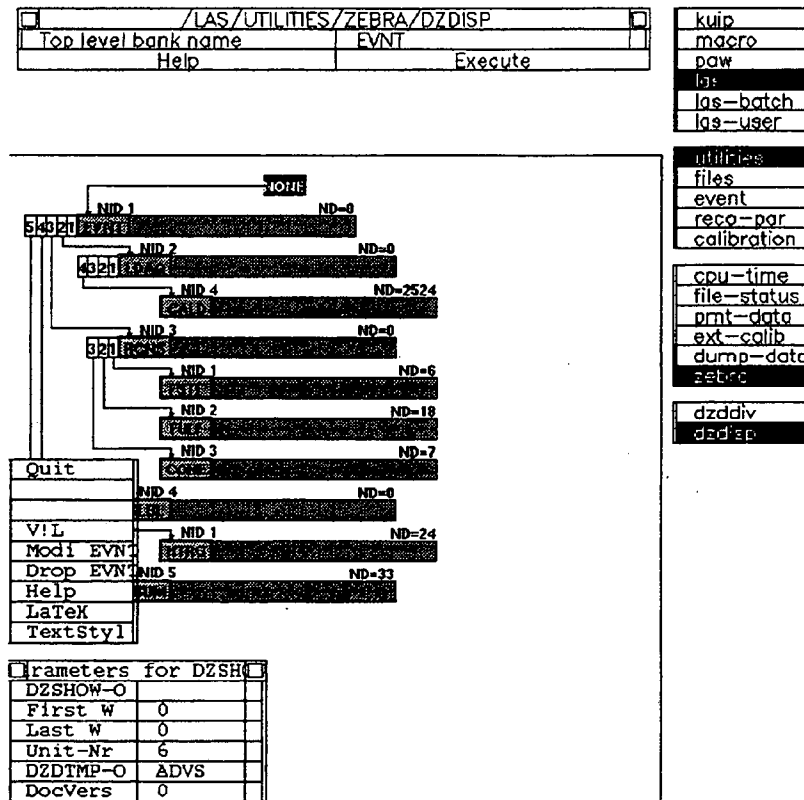 /LAS/UTILITIES/ZEBRA/DZDISP
Top level bank name EVNT
Help Execute
kuip
macro
paw
las
las-batch
las-user
utilities
files
event
reco-par
calibration
cpu-time
file-status
pmt-data
ext-calib
dump-data
zebra
dzddiv
dzdisp
NONE
NID 1 ND=0
5 4 3 2 1 EVNT
NID 2 ND=0
4 3 2 1
NID 4 ND=2524
CALD
NID 3 ND=0
3 2 1
NID 1 ND=6
NID 2 ND=18
NID 3 ND=7
NID 4 ND=0
NID 1 ND=24
NID 5 ND=33
Quit
V!L
Modi EVNT
Drop EVNT
Help
LaTeX
TextStyl
rameters for DZSH
DZSHOW-O
First W 0
Last W 0
Unit-Nr 6
DZDTMP-O ADVS
DocVers 0